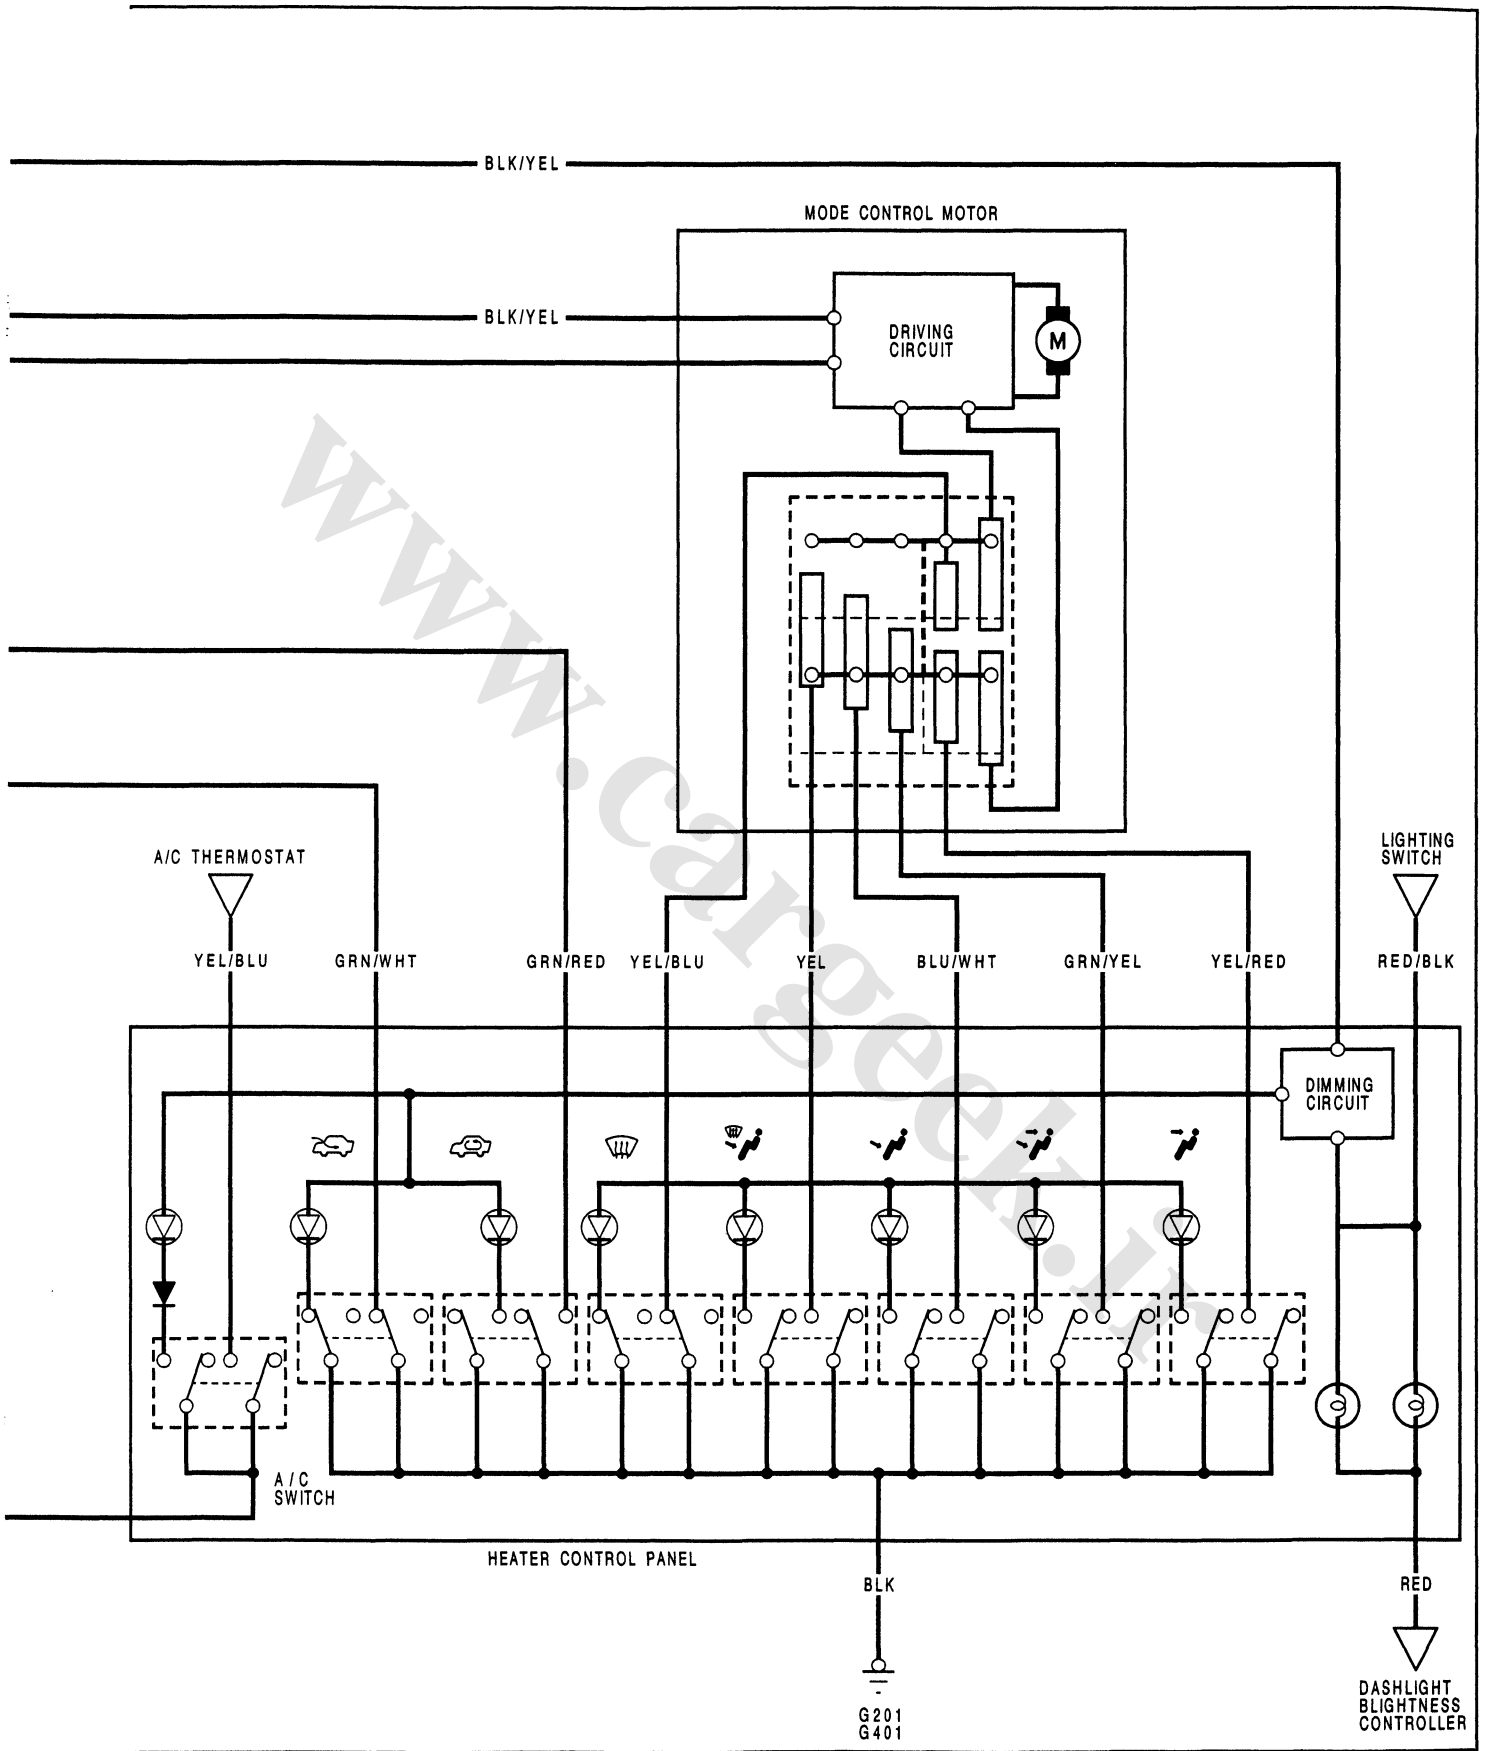 BLK/YEL
MODE CONTROL MOTOR
BLK/YEL
DRIVING
CIRCUIT
M
A/C THERMOSTAT
LIGHTING
SWITCH
YEL/BLU
GRN/WHT
GRN/RED
YEL/BLU
YEL
BLU/WHT
GRN/YEL
YEL/RED
RED/BLK
DIMMING
CIRCUIT
A/C
SWITCH
HEATER CONTROL PANEL
BLK
RED
G201
G401
DASHLIGHT
BLIGHTNESS
CONTROLLER
www.cargeek.ir